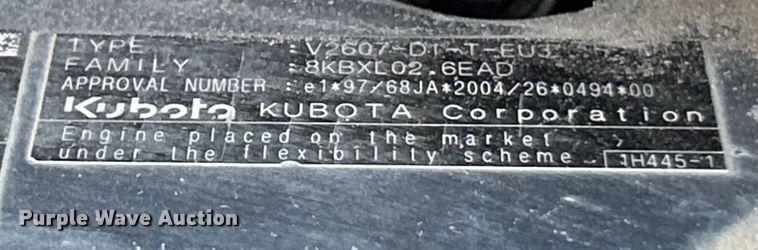 TYPE : V2607-DI-T-EU3
FAMILY : 8KBXL02.6EAD
APPROVAL NUMBER : e1*97/68JA*2004/26*0494*00
Kubota KUBOTA Corporation
Engine placed on the market
under the flexibility scheme 1H445-1
Purple Wave Auction